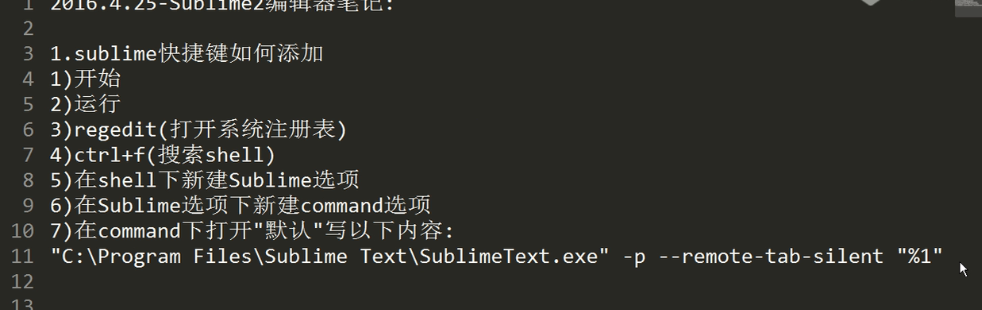 1 2016.4.25-Sublime2编辑器笔记:
2
3 1.sublime快捷键如何添加
4 1)开始
5 2)运行
6 3)regedit(打开系统注册表)
7 4)ctrl+f(搜索shell)
8 5)在shell下新建Sublime选项
9 6)在Sublime选项下新建command选项
10 7)在command下打开"默认"写以下内容:
11 "C:\Program Files\Sublime Text\SublimeText.exe" -p --remote-tab-silent "%1"
12
13